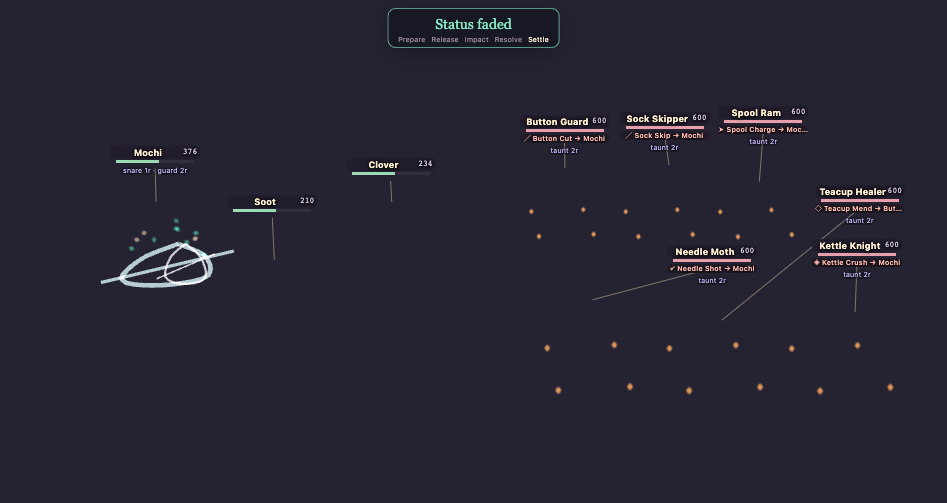 Status faded
Prepare Release Impact Resolve Settle
Button Guard 600
Button Cut → Mochi
taunt 2r
Sock Skipper 600
Sock Skip → Mochi
taunt 2r
Spool Ram 600
Spool Charge → Moc...
taunt 2r
Mochi 376
snare 1r · guard 2r
Clover 234
Soot 210
Teacup Healer 600
Teacup Mend → But...
taunt 2r
Needle Moth 600
Needle Shot → Mochi
taunt 2r
Kettle Knight 600
Kettle Crush → Mochi
taunt 2r